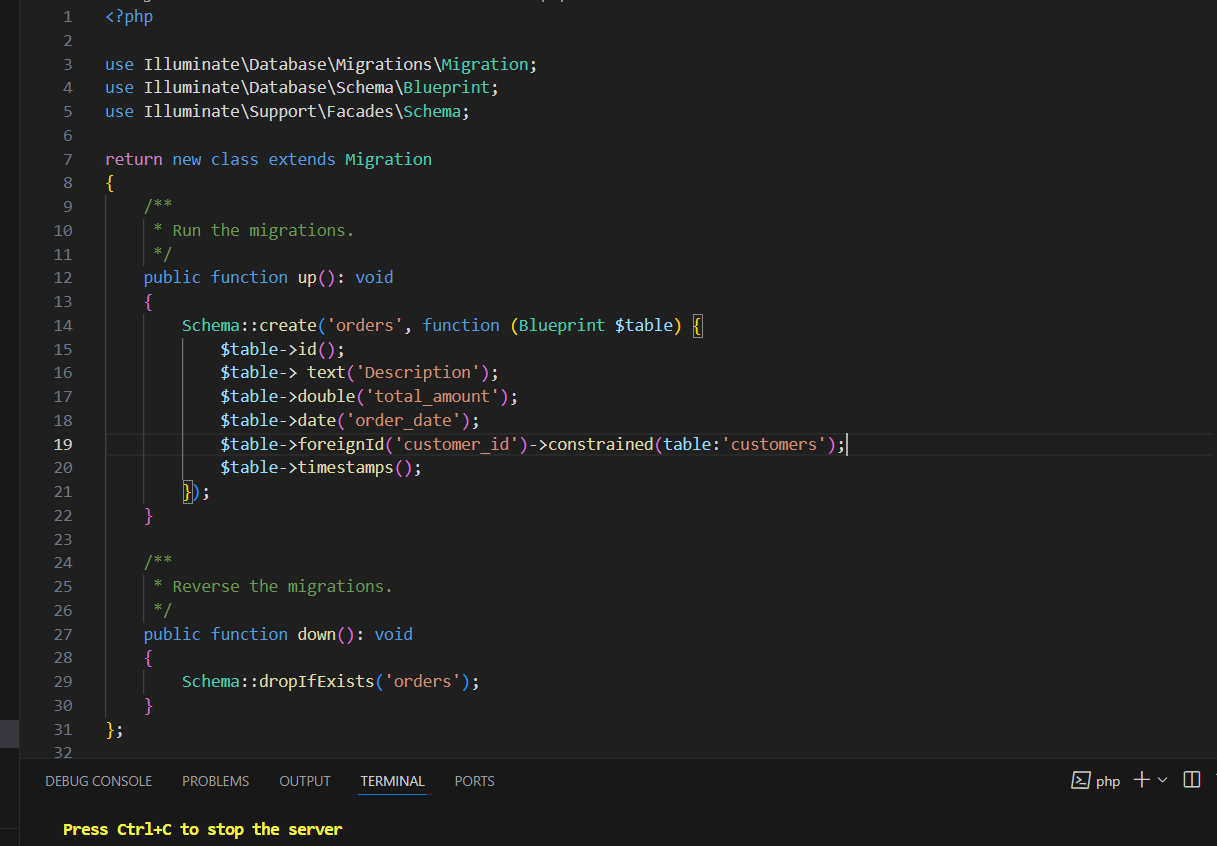 1 <?php
2
3 use Illuminate\Database\Migrations\Migration;
4 use Illuminate\Database\Schema\Blueprint;
5 use Illuminate\Support\Facades\Schema;
6
7 return new class extends Migration
8 {
9     /**
10      * Run the migrations.
11      */
12     public function up(): void
13     {
14         Schema::create('orders', function (Blueprint $table) {
15             $table->id();
16             $table-> text('Description');
17             $table->double('total_amount');
18             $table->date('order_date');
19             $table->foreignId('customer_id')->constrained(table:'customers');
20             $table->timestamps();
21         });
22     }
23
24     /**
25      * Reverse the migrations.
26      */
27     public function down(): void
28     {
29         Schema::dropIfExists('orders');
30     }
31 };
32
DEBUG CONSOLE PROBLEMS OUTPUT TERMINAL PORTS php
Press Ctrl+C to stop the server